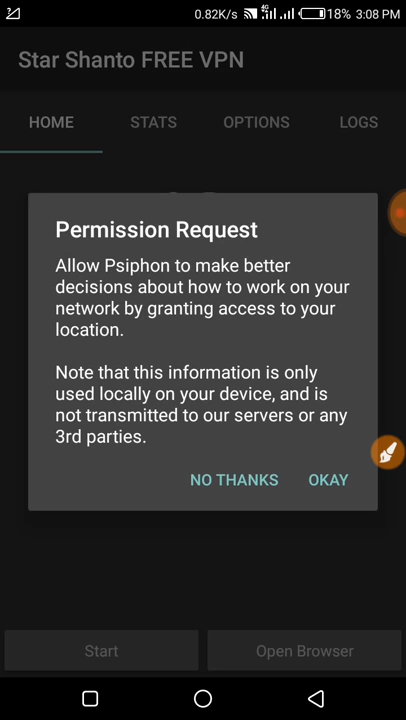 0.82K/s 4G 18% 3:08 PM
Star Shanto FREE VPN
HOME STATS OPTIONS LOGS
Permission Request
Allow Psiphon to make better
decisions about how to work on your
network by granting access to your
location.
Note that this information is only
used locally on your device, and is
not transmitted to our servers or any
3rd parties.
NO THANKS OKAY
Start Open Browser